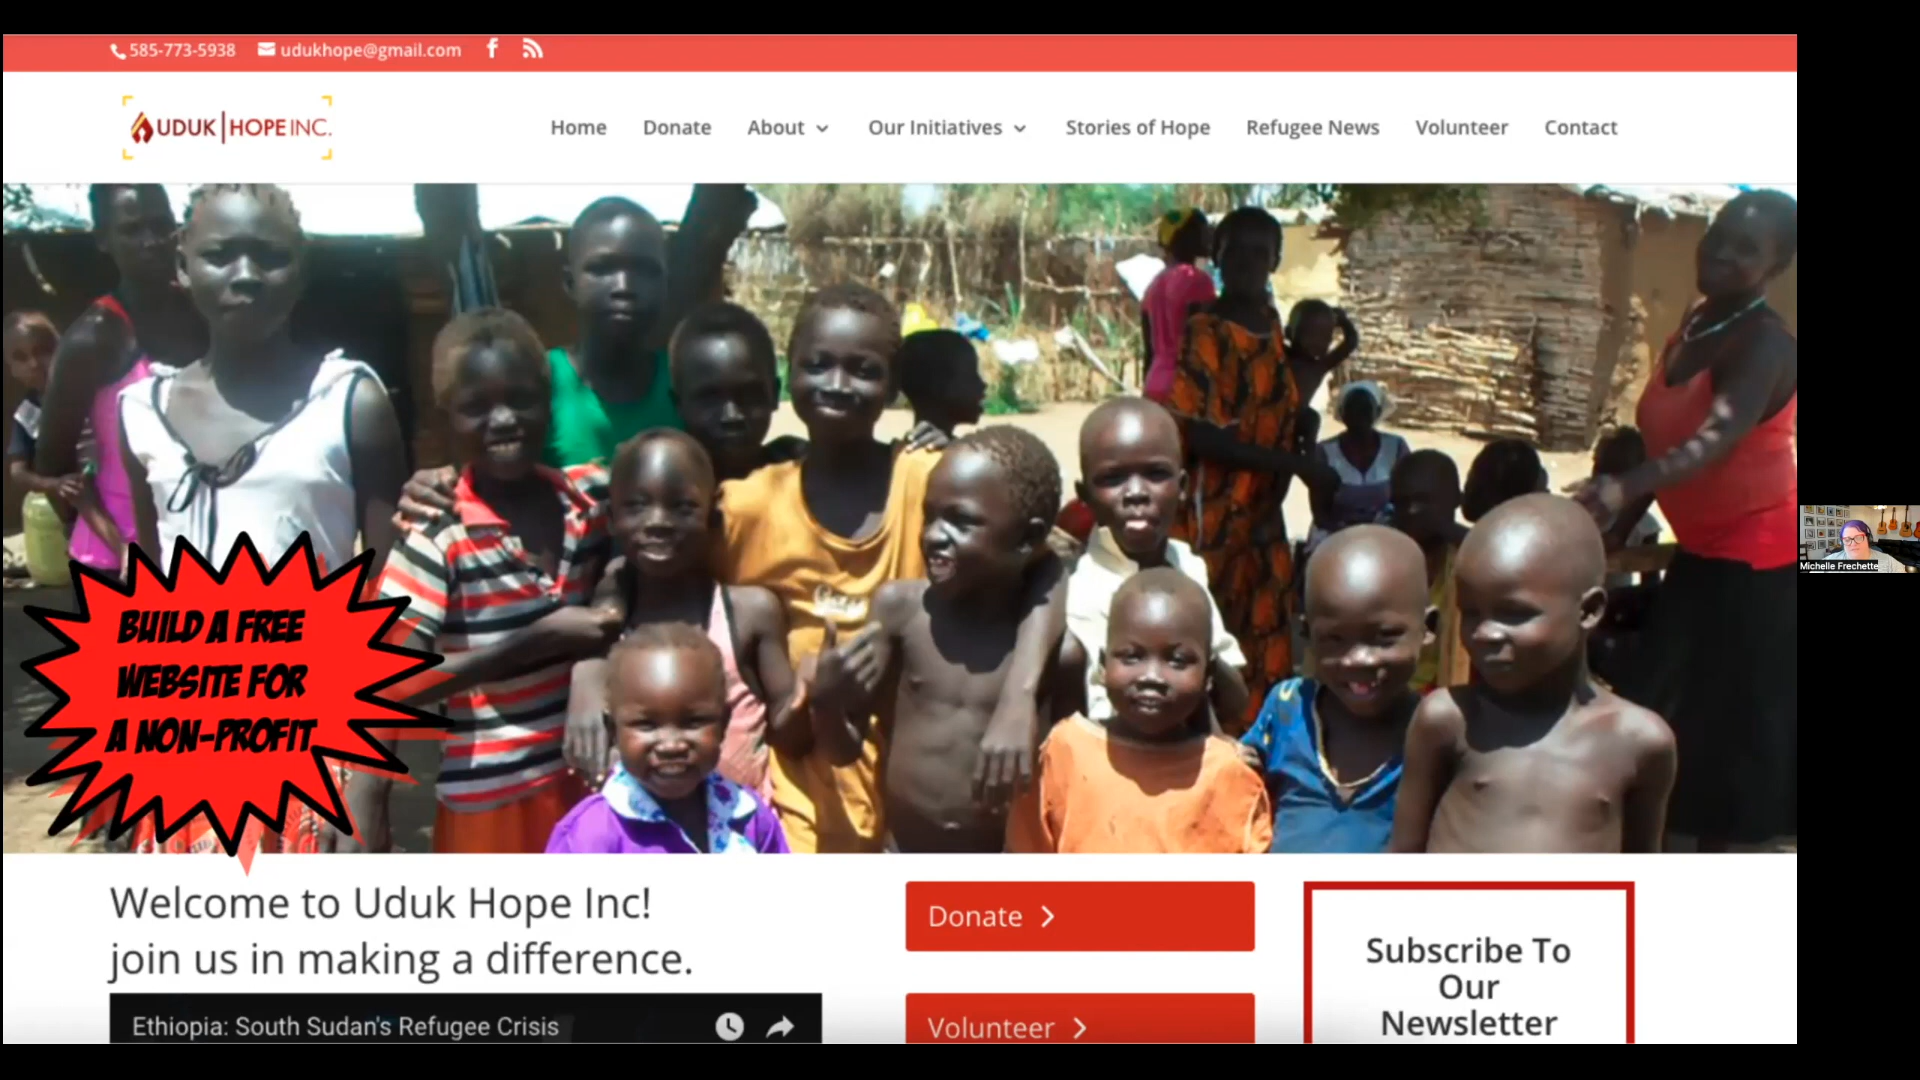 585-773-5938 udukhope@gmail.com
UDUK | HOPE INC.
Home Donate About Our Initiatives Stories of Hope Refugee News Volunteer Contact
BUILD A FREE
WEBSITE FOR
A NON-PROFIT
Michelle Frechette
Welcome to Uduk Hope Inc!
join us in making a difference.
Ethiopia: South Sudan's Refugee Crisis
Donate
Volunteer
Subscribe To
Our
Newsletter